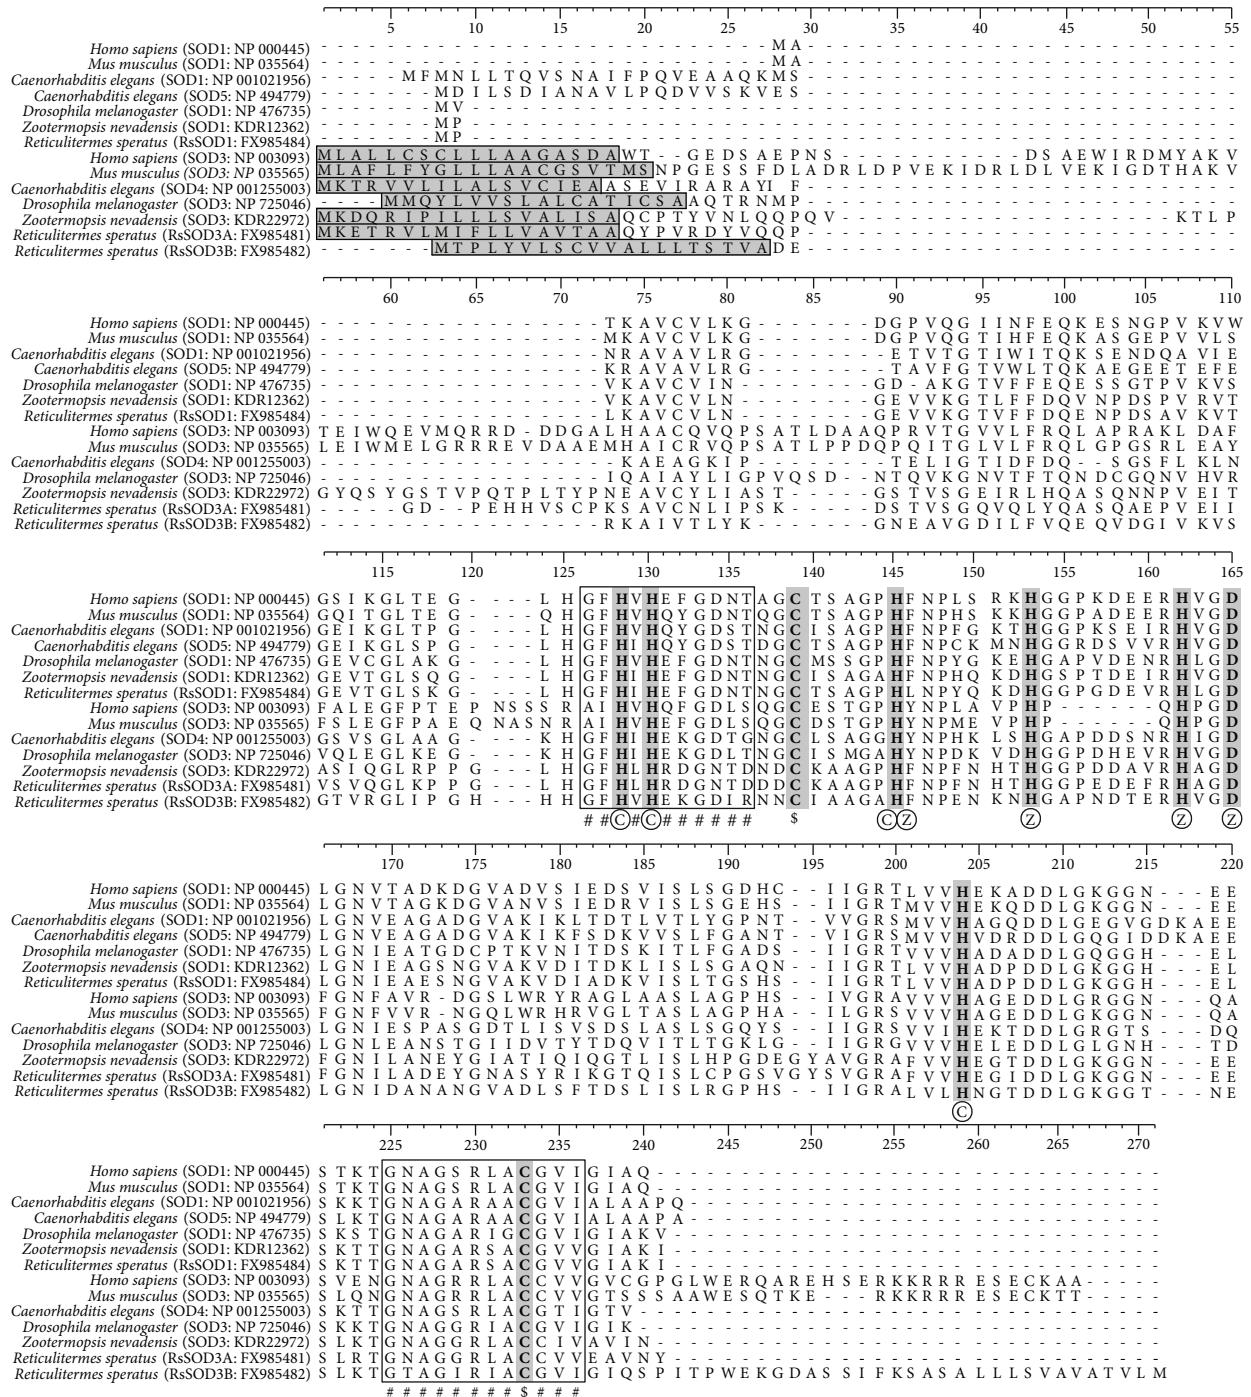 5 10 15 20 25 30 35 40 45 50 55
Homo sapiens (SOD1: NP 000445) - - - - - - - - - - - - - - - - - - - - - - - - - - - M A - - - - - - - - - - - - - - - - - - - - - - - - - -
Mus musculus (SOD1: NP 035564) - - - - - - - - - - - - - - - - - - - - - - - - - - - M A - - - - - - - - - - - - - - - - - - - - - - - - - -
Caenorhabditis elegans (SOD1: NP 001021956) - - - - - M F M N L L T Q V S N A I F P Q V E A A Q K M S - - - - - - - - - - - - - - - - - - - - - - - - - -
Caenorhabditis elegans (SOD5: NP 494779) - - - - - - - M D I L S D I A N A V L P Q D V V S K V E S - - - - - - - - - - - - - - - - - - - - - - - - - -
Drosophila melanogaster (SOD1: NP 476735) - - - - - - - M V - - - - - - - - - - - - - - - - - - - - - - - - - - - - - - - - - - - - - - - - - - - - - -
Zootermopsis nevadensis (SOD1: KDR12362) - - - - - - - M P - - - - - - - - - - - - - - - - - - - - - - - - - - - - - - - - - - - - - - - - - - - - - -
Reticulitermes speratus (RsSOD1: FX985484) - - - - - - - M P - - - - - - - - - - - - - - - - - - - - - - - - - - - - - - - - - - - - - - - - - - - - - -
Homo sapiens (SOD3: NP 003093) M L A L L C S C L L L A A G A S D A W T - - G E D S A E P N S - - - - - - - - - - - D S A E W I R D M Y A K V
Mus musculus (SOD3: NP 035565) M L A F L F Y G L L L A A C G S V T M S N P G E S S F D L A D R L D P V E K I D R L D L V E K I G D T H A K V
Caenorhabditis elegans (SOD4: NP 001255003) M K T R V V L I L A L S V C I E A A S E V I R A R A Y I F - - - - - - - - - - - - - - - - - - - - - - - - - -
Drosophila melanogaster (SOD3: NP 725046) - - - - M M Q Y L V V S L A L C A T I C S A A Q T R N M P - - - - - - - - - - - - - - - - - - - - - - - - - -
Zootermopsis nevadensis (SOD3: KDR22972) M K D Q R I P I L L L S V A L I S A Q C P T Y V N L Q Q P Q V - - - - - - - - - - - - - - - - - - - - K T L P
Reticulitermes speratus (RsSOD3A: FX985481) M K E T R V L M I F L L V A V T A A Q Y P V R D Y V Q Q P - - - - - - - - - - - - - - - - - - - - - - - - - -
Reticulitermes speratus (RsSOD3B: FX985482) - - - - - - - M T P L Y V L S C V V A L L L T S T V A D E - - - - - - - - - - - - - - - - - - - - - - - - - -
60 65 70 75 80 85 90 95 100 105 110
Homo sapiens (SOD1: NP 000445) - - - - - - - - - - - - - - - - - T K A V C V L K G - - - - - - - D G P V Q G I I N F E Q K E S N G P V K V W
Mus musculus (SOD1: NP 035564) - - - - - - - - - - - - - - - - - M K A V C V L K G - - - - - - - D G P V Q G T I H F E Q K A S G E P V V L S
Caenorhabditis elegans (SOD1: NP 001021956) - - - - - - - - - - - - - - - - - N R A V A V L R G - - - - - - - - E T V T G T I W I T Q K S E N D Q A V I E
Caenorhabditis elegans (SOD5: NP 494779) - - - - - - - - - - - - - - - - - K R A V A V L R G - - - - - - - - T A V F G T V W L T Q K A E G E E T E F E
Drosophila melanogaster (SOD1: NP 476735) - - - - - - - - - - - - - - - - - V K A V C V I N - - - - - - - - G D - A K G T V F F E Q E S S G T P V K V S
Zootermopsis nevadensis (SOD1: KDR12362) - - - - - - - - - - - - - - - - - V K A V C V L N - - - - - - - - G E V V K G T L F F D Q V N S P V R V T
Reticulitermes speratus (RsSOD1: FX985484) - - - - - - - - - - - - - - - - - L K A V C V L N - - - - - - - - G E V V K G T V F F D Q E N P D S A V K V T
Homo sapiens (SOD3: NP 003093) T E I W Q E V M Q R R D - D D G A L H A A C Q V Q P S A T L D A A Q P R V T G V V L F R Q L A P R A K L D A F
Mus musculus (SOD3: NP 035565) L E I W M E L G R R R E V D A A E M H A I C R V Q P S A T L P P D Q P Q I T G L V L F R Q L G P G S R L E A Y
Caenorhabditis elegans (SOD4: NP 001255003) - - - - - - - - - - - - - - - - - - K A E A G K I P - - - - - - - - T E L I G T I D F D Q - - S G S F L K L N
Drosophila melanogaster (SOD3: NP 725046) - - - - - - - - - - - - - - - - - I Q A I A Y L I G P V Q S D - - N T Q V K G N V T F T Q N D C G Q N V H V R
Zootermopsis nevadensis (SOD3: KDR22972) G Y Q S Y G S T V P Q T P L T Y P N E A V C Y L I A S T - - - - - - G S T V S G E I R L H Q A S Q N N P V E I T
Reticulitermes speratus (RsSOD3A: FX985481) - - - - - G D - - P E H H V S C P K S A V C N L I P S K - - - - - D S T V S G Q V Q L Y Q A S Q A E P V E I I
Reticulitermes speratus (RsSOD3B: FX985482) - - - - - - - - - - - - - - - - - R K A I V T L Y K - - - - - - - G N E A V G D I L F V Q E Q V D G I V K V S
115 120 125 130 135 140 145 150 155 160 165
Homo sapiens (SOD1: NP 000445) G S I K G L T E G - - - - L H G F H V H E F G D N T A G C T S A G P H F N P L S R K H G G P K D E E R H V G D
Mus musculus (SOD1: NP 035564) G Q I T G L T E G - - - - Q H G F H V H Q Y G D N T Q G C T S A G P H F N P H S K K H G G P A D E E R H V G D
Caenorhabditis elegans (SOD1: NP 001021956) G E I K G L T P G - - - - L H G F H V H Q Y G D S T N G C I S A G P H F N P F G K T H G G P K S E I R H V G D
Caenorhabditis elegans (SOD5: NP 494779) G E I K G L S P G - - - - L H G F H I H Q Y G D S T D G C T S A G P H F N P C K M N H G G R D S V V R H V G D
Drosophila melanogaster (SOD1: NP 476735) G E V C G L A K G - - - - L H G F H V H E F G D N T N G C M S S G P H F N P Y G K E H G A P V D E N R H L G D
Zootermopsis nevadensis (SOD1: KDR12362) G E V T G L S Q G - - - - L H G F H I H E F G D N T N G C I S A G A H F N P H Q K D H G S P T D E I R H V G D
Reticulitermes speratus (RsSOD1: FX985484) G E V T G L S K G - - - - L H G F H V H E F G D N T N G C T S A G P H L N P Y Q K D H G G P G D E V R H L G D
Homo sapiens (SOD3: NP 003093) F A L E G F P T E P N S S S R A I H V H Q F G D L S Q G C E S T G P H Y N P L A V P H P - - - - - - Q H P G D
Mus musculus (SOD3: NP 035565) F S L E G F P A E Q N A S N R A I H V H E F G D L S Q G C D S T G P H Y N P M E V P H P - - - - - - Q H P G D
Caenorhabditis elegans (SOD4: NP 001255003) G S V S G L A A G - - - - K H G F H I H E K G D T G N G C L S A G G H Y N P H K L S H G A P D D S N R H I G D
Drosophila melanogaster (SOD3: NP 725046) V Q L E G L K E G - - - - K H G F H I H E K G D L T N G C I S M G A H Y N P D K V D H G G P D H E V R H V G D
Zootermopsis nevadensis (SOD3: KDR22972) A S I Q G L R P P G - - - L H G F H L H R D G N T D N D C K A A G P H F N P F N H T H G G P D D A V R H A G D
Reticulitermes speratus (RsSOD3A: FX985481) V S V Q G L K P P G - - - L H G F H L H R D G N T D D D C K A A G P H F N P F N H T H G G P E D E F R H A G D
Reticulitermes speratus (RsSOD3B: FX985482) G T V R G L I P G H - - - H H G F H V H E K G D I R N N C I A A G A H F N P E N K N H G A P N D T E R H V G D
# # C # C # # # # # # $ C Z Z Z Z
170 175 180 185 190 195 200 205 210 215 220
Homo sapiens (SOD1: NP 000445) L G N V T A D K D G V A D V S I E D S V I S L S G D H C - - I I G R T L V V H E K A D D L G K G G N - - - E E
Mus musculus (SOD1: NP 035564) L G N V T A G K D G V A N V S I E D R V I S L S G E H S - - I I G R T M V V H E K Q D D L G K G G N - - - E E
Caenorhabditis elegans (SOD1: NP 001021956) L G N V E A G A D G V A K I K L T D T L V T L Y G P N T - - V V G R S M V V H A G Q D D L G E G V G D K A E E
Caenorhabditis elegans (SOD5: NP 494779) L G N V E A G A D G V A K I K F S D K V V S L F G A N T - - V I G R S M V V H V D R D D L G Q G I D D K A E E
Drosophila melanogaster (SOD1: NP 476735) L G N I E A T G D C P T K V N I T D S K I T L F G A D S - - I I G R T V V V H A D A D D L G Q G G H - - - E L
Zootermopsis nevadensis (SOD1: KDR12362) L G N I E A G S N G V A K V D I T D K L I S L S G A Q N - - I I G R T L V V H A D P D D L G K G G H - - - E L
Reticulitermes speratus (RsSOD1: FX985484) L G N I E A E S N G V A K V D I A D K V I S L T G S H S - - I I G R T L V V H A D P D D L G K G G H - - - E L
Homo sapiens (SOD3: NP 003093) F G N F A V R - D G S L W R Y R A G L A A S L A G P H S - - I V G R A V V V H A G E D D L G R G G N - - - Q A
Mus musculus (SOD3: NP 035565) F G N F V V R - N G Q L W R H R V G L T A S L A G P H A - - I L G R S V V V H A G E D D L G K G G N - - - Q A
Caenorhabditis elegans (SOD4: NP 001255003) L G N I E S P A S G D T L I S V S D S L A S L S G Q Y S - - I I G R S V V I H E K T D D L G R G T S - - - D Q
Drosophila melanogaster (SOD3: NP 725046) L G N L E A N S T G I I D V T Y T D Q V I T L T G K L G - - I I G R G V V V H E L E D D L G L G N H - - - T D
Zootermopsis nevadensis (SOD3: KDR22972) F G N I L A N E Y G I A T I Q I Q G T L I S L H P G D E G Y A V G R A F V V H E G T D D L G K G G N - - - E E
Reticulitermes speratus (RsSOD3A: FX985481) F G N I L A D E Y G N A S Y R I K G T Q I S L C P G S V G Y S V G R A F V V H E G I D D L G K G G N - - - E E
Reticulitermes speratus (RsSOD3B: FX985482) L G N I D A N A N G V A D L S F T D S L I S L R G P H S - - I I G R A L V L H N G T D D L G K G G T - - - N E
C
225 230 235 240 245 250 255 260 265 270
Homo sapiens (SOD1: NP 000445) S T K T G N A G S R L A C G V I G I A Q - - - - - - - - - - - - - - - - - - - - - - - - - - - - - - -
Mus musculus (SOD1: NP 035564) S T K T G N A G S R L A C G V I G I A Q - - - - - - - - - - - - - - - - - - - - - - - - - - - - - - -
Caenorhabditis elegans (SOD1: NP 001021956) S K K T G N A G A R A A C G V I A L A A P Q - - - - - - - - - - - - - - - - - - - - - - - - - - - - -
Caenorhabditis elegans (SOD5: NP 494779) S L K T G N A G A R A A C G V I A L A A P A - - - - - - - - - - - - - - - - - - - - - - - - - - - - -
Drosophila melanogaster (SOD1: NP 476735) S K S T G N A G A R I G C G V I G I A K V - - - - - - - - - - - - - - - - - - - - - - - - - - - - - -
Zootermopsis nevadensis (SOD1: KDR12362) S K T T G N A G A R S A C G V V G I A K I - - - - - - - - - - - - - - - - - - - - - - - - - - - - - -
Reticulitermes speratus (RsSOD1: FX985484) S K T T G N A G A R S A C G V V G I A K I - - - - - - - - - - - - - - - - - - - - - - - - - - - - - -
Homo sapiens (SOD3: NP 003093) S V E N G N A G R R L A C C V V G V C G P G L W E R Q A R E H S E R K K R R R E S E C K A A - - - - -
Mus musculus (SOD3: NP 035565) S L Q N G N A G R R L A C C V V G T S S S A A W E S Q T K E - - - R K K R R R E S E C K T T - - - - -
Caenorhabditis elegans (SOD4: NP 001255003) S K T T G N A G S R L A C G T I G T V - - - - - - - - - - - - - - - - - - - - - - - - - - - - - - - -
Drosophila melanogaster (SOD3: NP 725046) S K K T G N A G G R I A C G V I G I K - - - - - - - - - - - - - - - - - - - - - - - - - - - - - - - -
Zootermopsis nevadensis (SOD3: KDR22972) S L K T G N A G G R L A C C I V A V I N - - - - - - - - - - - - - - - - - - - - - - - - - - - - - - -
Reticulitermes speratus (RsSOD3A: FX985481) S L R T G N A G G R L A C C V V E A V N Y - - - - - - - - - - - - - - - - - - - - - - - - - - - - - -
Reticulitermes speratus (RsSOD3B: FX985482) S L K T G T A G I R I A C G V I G I Q S P I T P W E K G D A S S I F K S A S A L L L S V A V A T V L M
# # # # # # # # $ # # #